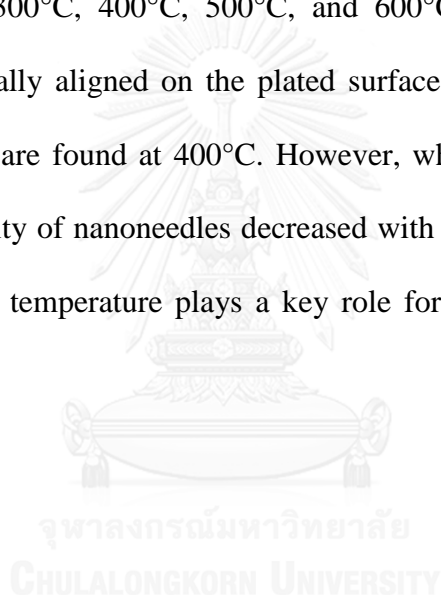 300°C, 400°C, 500°C, and 600°C
ally aligned on the plated surface
are found at 400°C. However, wh
ity of nanoneedles decreased with
temperature plays a key role for
จุฬาลงกรณ์มหาวิทยาลัย
CHULALONGKORN UNIVERSITY